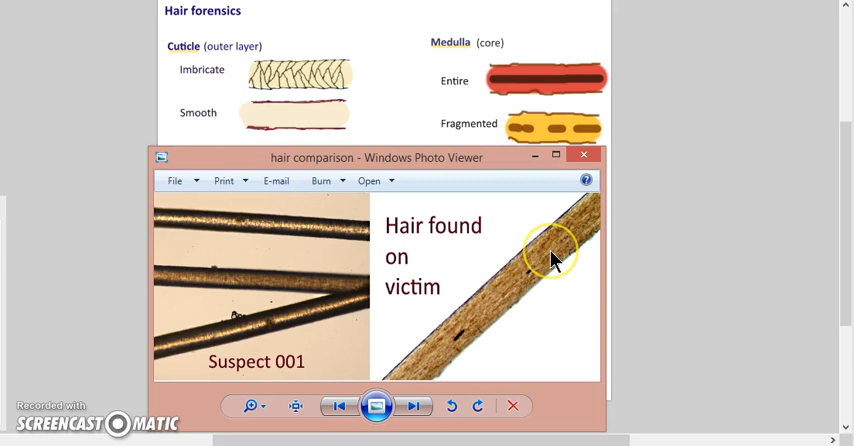 Hair forensics
Cuticle (outer layer)
Imbricate
Smooth
Medulla (core)
Entire
Fragmented
hair comparison - Windows Photo Viewer
File Print E-mail Burn Open
Hair found
on
victim
Suspect 001
Recorded with
SCREENCAST-O-MATIC